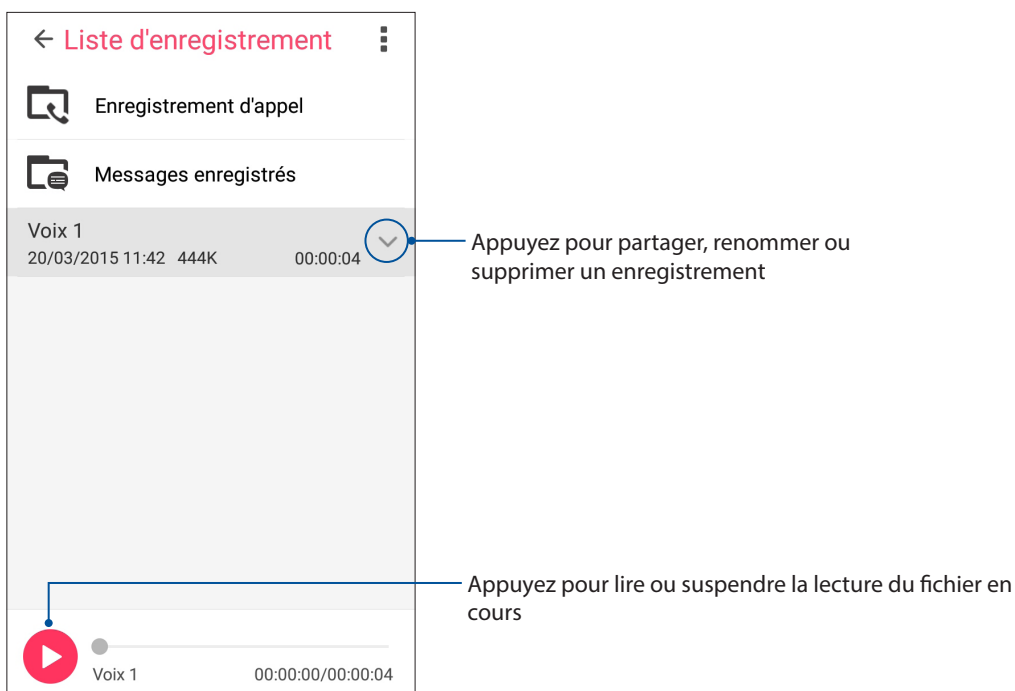 Liste d'enregistrement
Enregistrement d'appel
Messages enregistrés
Voix 1
20/03/2015 11:42 444K 00:00:04
Appuyez pour partager, renommer ou
supprimer un enregistrement
Appuyez pour lire ou suspendre la lecture du fichier en
cours
Voix 1 00:00:00/00:00:04